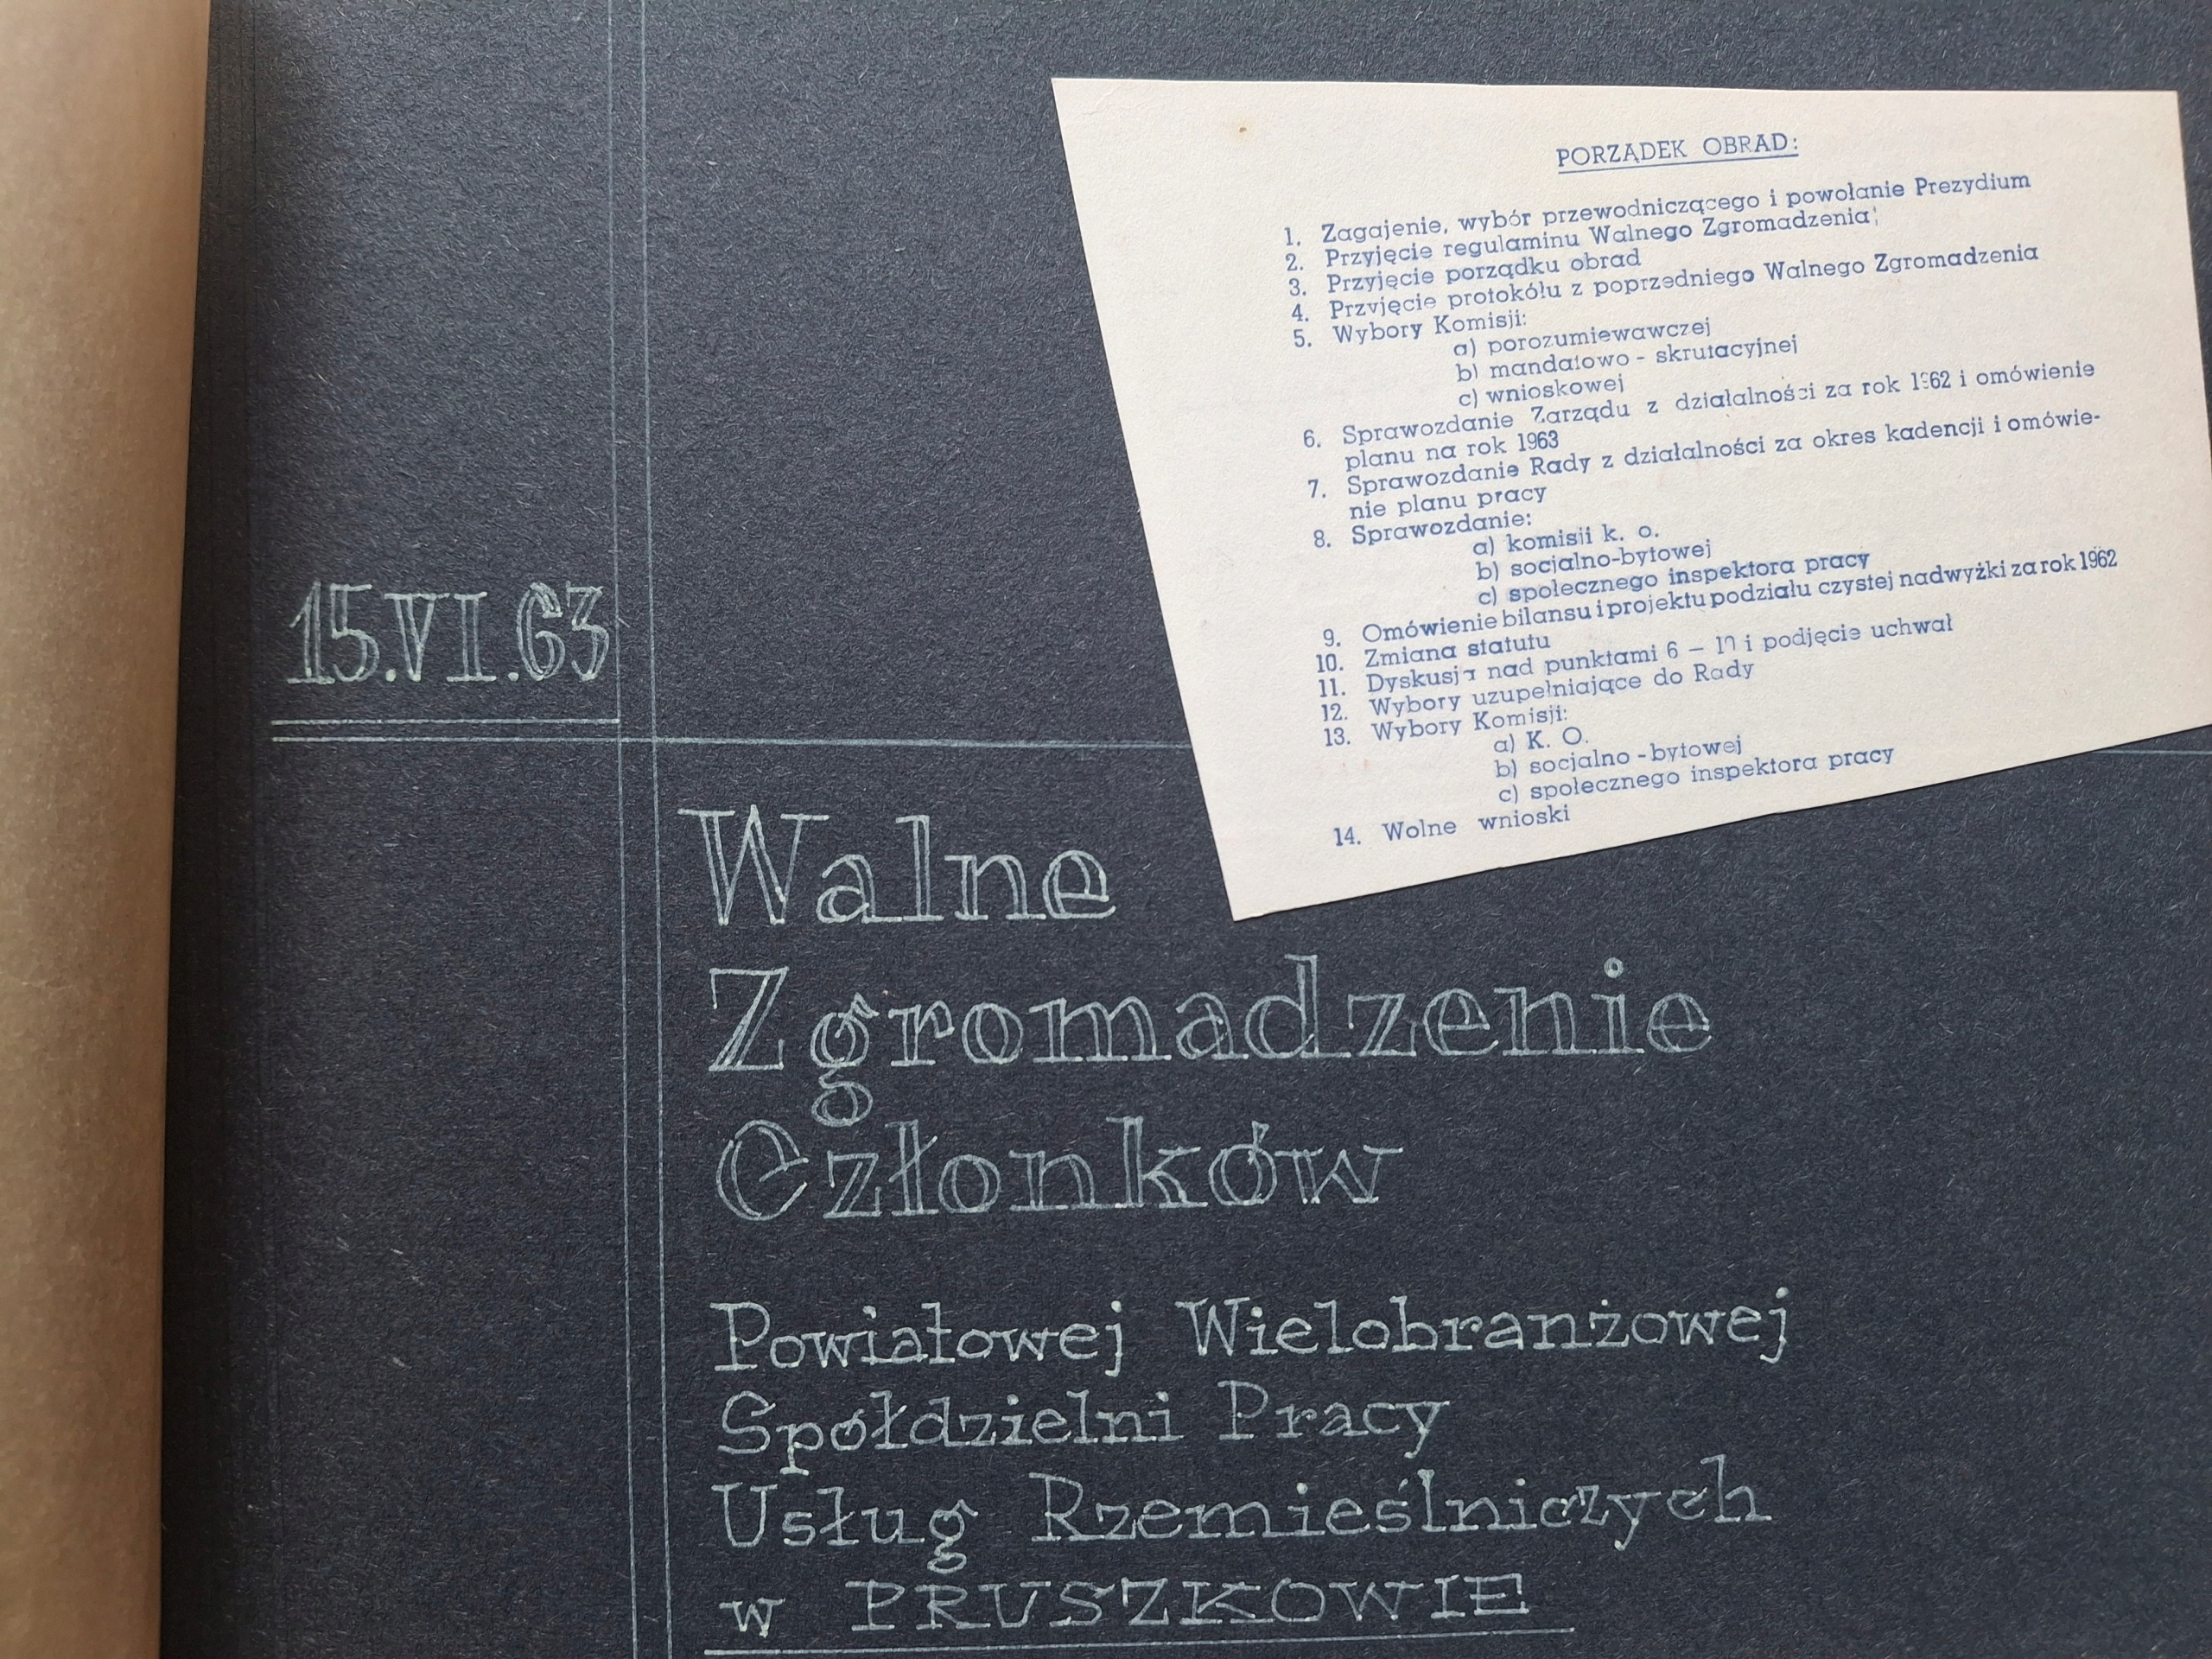 PORZĄDEK OBRAD:
1. Zagajenie, wybór przewodniczącego i powołanie Prezydium
2. Przyjęcie regulaminu Walnego Zgromadzenia
3. Przyjęcie porządku obrad
4. Przyjęcie protokółu z poprzedniego Walnego Zgromadzenia
5. Wybory Komisji:
a) porozumiewawczej
b) mandatowo - skrutacyjnej
c) wnioskowej
6. Sprawozdanie Zarządu z działalności za rok 1962 i omówienie
planu na rok 1963
7. Sprawozdanie Rady z działalności za okres kadencji i omówie-
nie planu pracy
8. Sprawozdanie:
a) komisji k. o.
b) socjalno-bytowej
c) społecznego inspektora pracy
9. Omówienie bilansu i projektu podziału czystej nadwyżki za rok 1962
10. Zmiana statutu
11. Dyskusja nad punktami 6 – 10 i podjęcie uchwał
12. Wybory uzupełniające do Rady
13. Wybory Komisji:
a) K. O.
b) socjalno - bytowej
c) społecznego inspektora pracy
14. Wolne wnioski
15.VI.63
Walne
Zgromadzenie
Członków
Powiatowej Wielobranżowej
Spółdzielni Pracy
Usług Rzemieślniczych
w PRUSZKOWIE